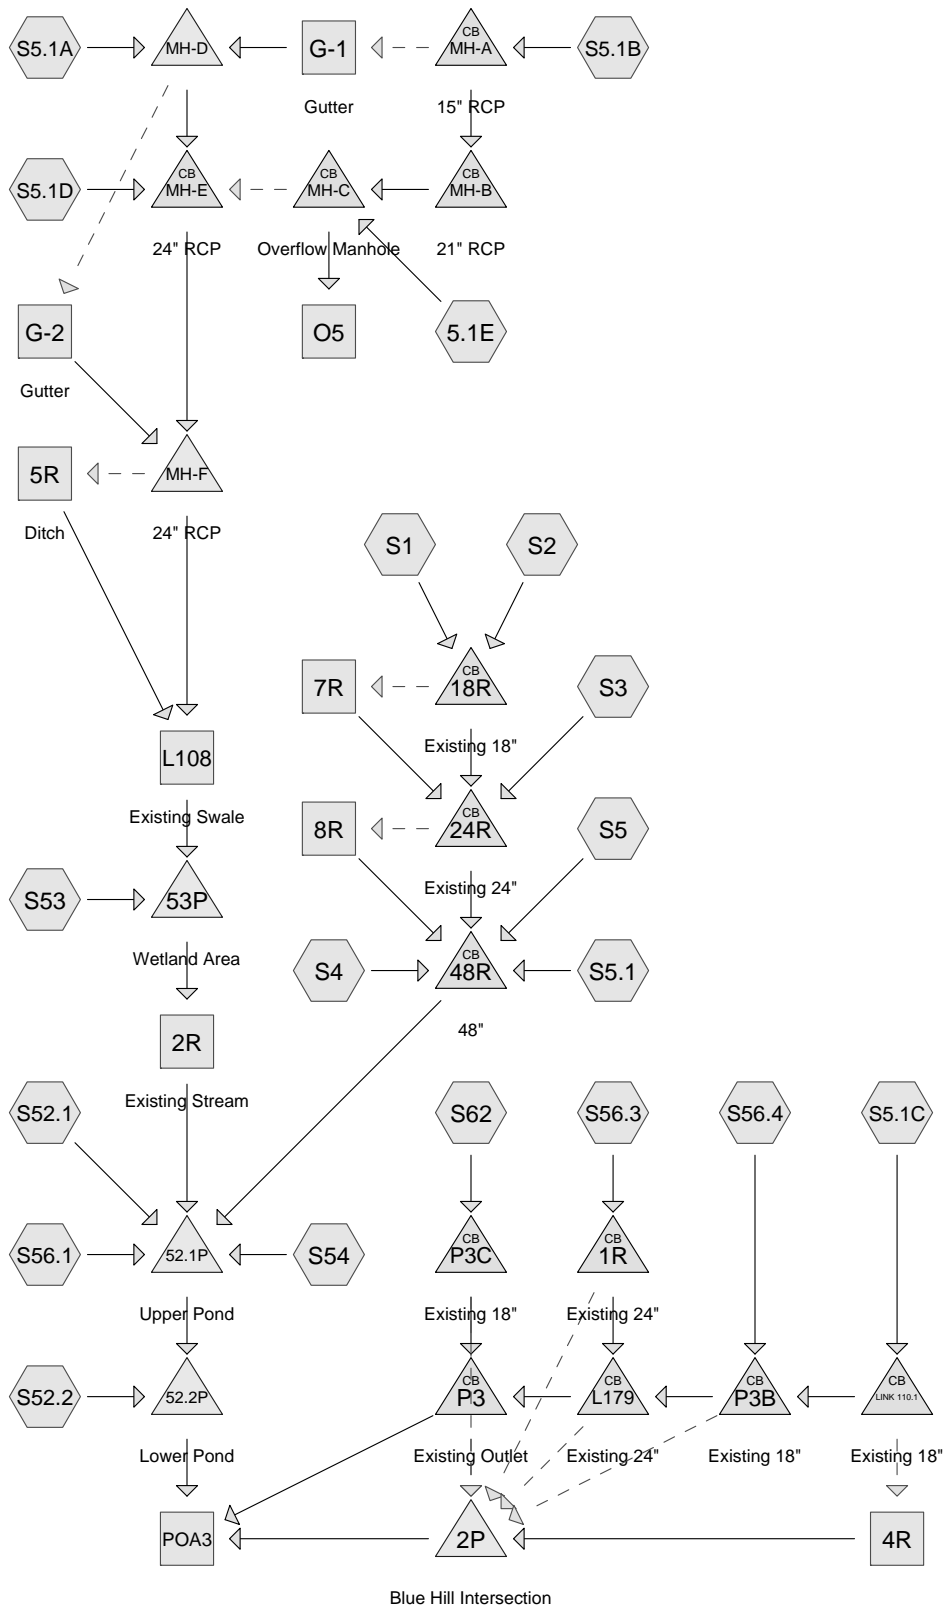 S5.1A
MH-D
G-1
CB
MH-A
S5.1B
Gutter
15" RCP
S5.1D
CB
MH-E
CB
MH-C
CB
MH-B
24" RCP
Overflow Manhole
21" RCP
G-2
O5
5.1E
Gutter
5R
MH-F
Ditch
24" RCP
S1
S2
7R
CB
18R
S3
L108
Existing 18"
Existing Swale
8R
CB
24R
S5
Existing 24"
S53
53P
Wetland Area
S4
CB
48R
S5.1
48"
2R
Existing Stream
S52.1
S62
S56.3
S56.4
S5.1C
S56.1
52.1P
S54
CB
P3C
CB
1R
Upper Pond
Existing 18"
Existing 24"
S52.2
52.2P
CB
P3
CB
L179
CB
P3B
CB
LINK 110.1
Lower Pond
Existing Outlet
Existing 24"
Existing 18"
Existing 18"
POA3
2P
4R
Blue Hill Intersection